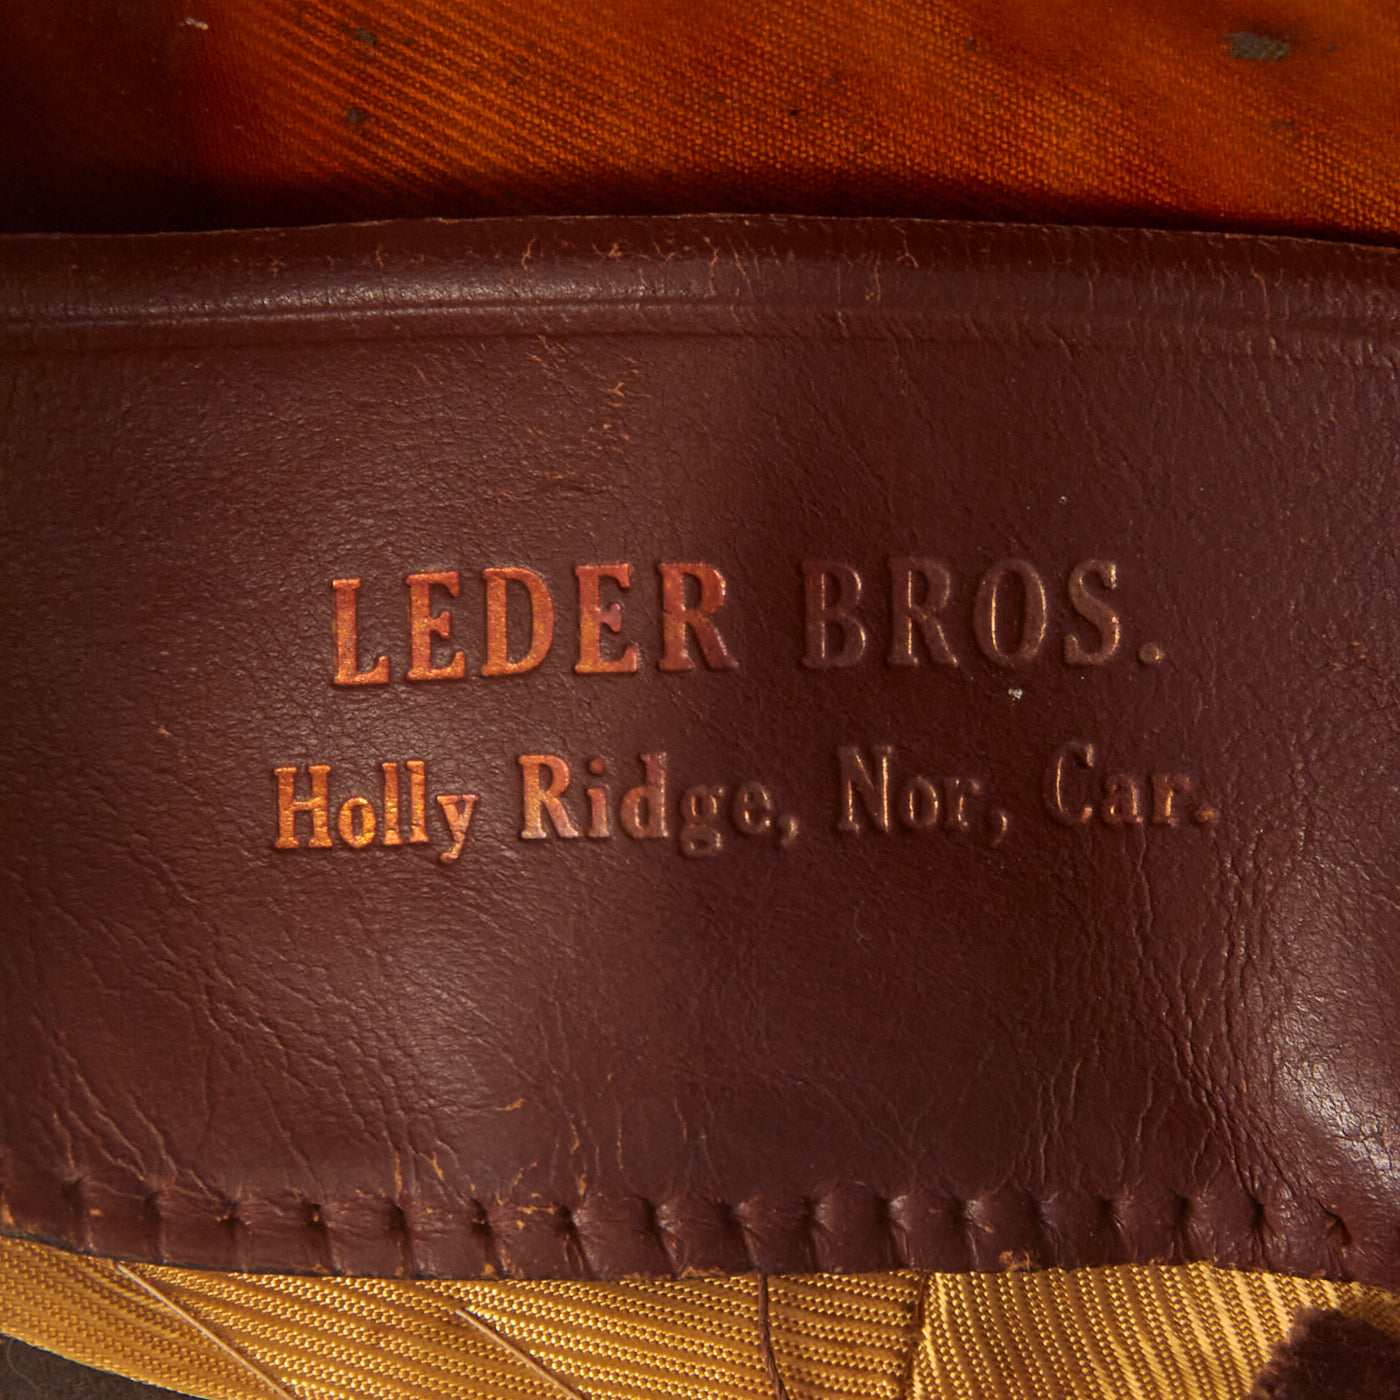 LEDER BROS.
Holly Ridge, Nor, Car.